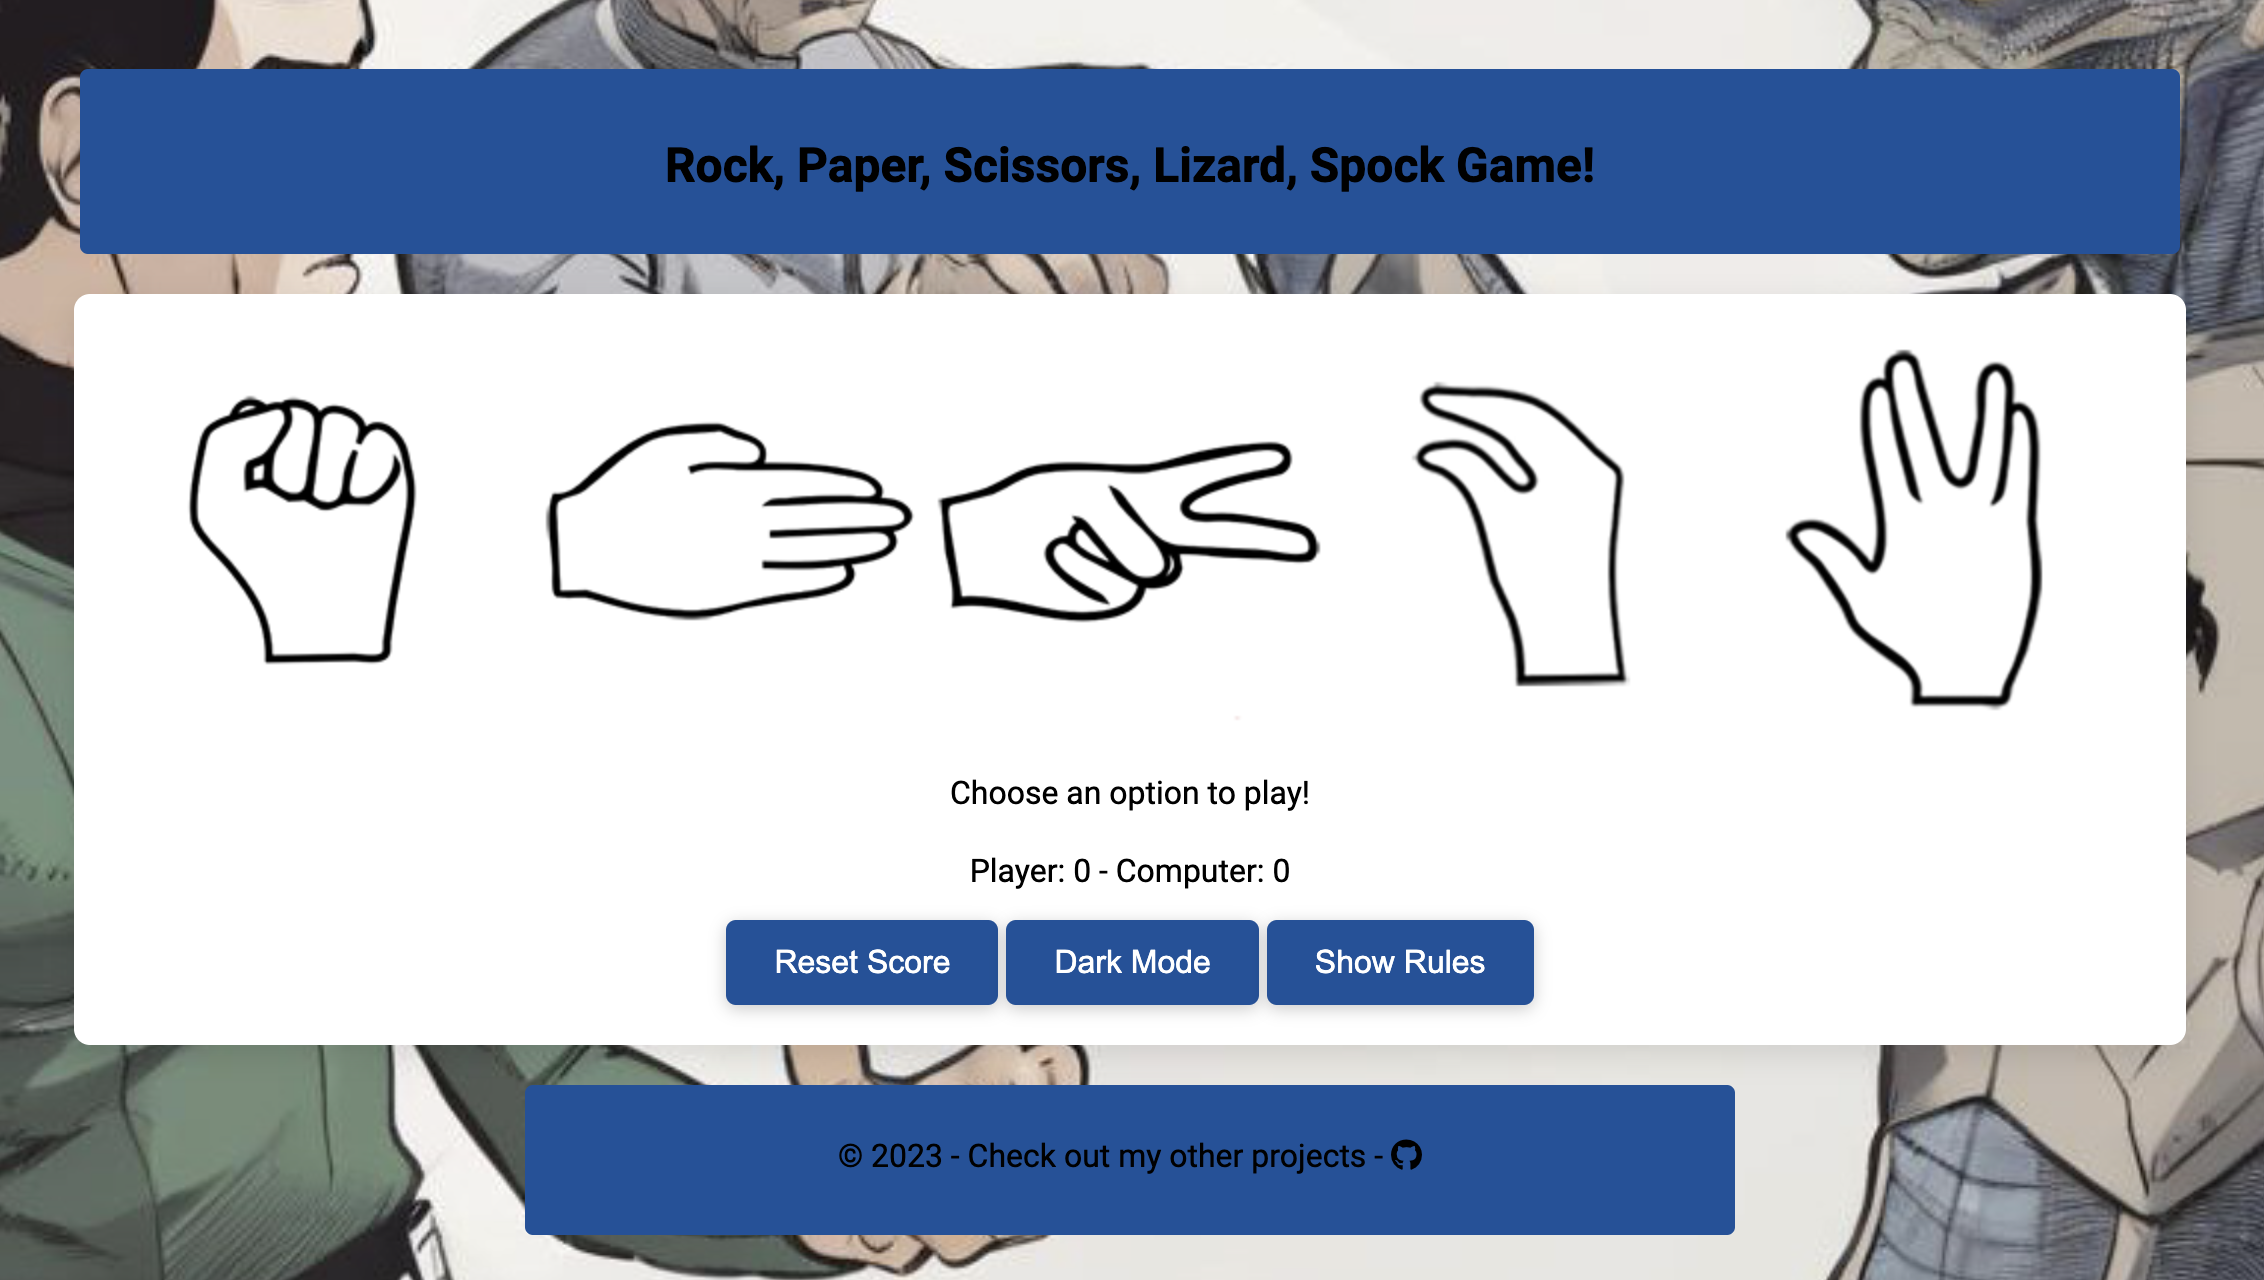 Rock, Paper, Scissors, Lizard, Spock Game!
Choose an option to play!
Player: 0 - Computer: 0
Reset Score
Dark Mode
Show Rules
© 2023 - Check out my other projects -